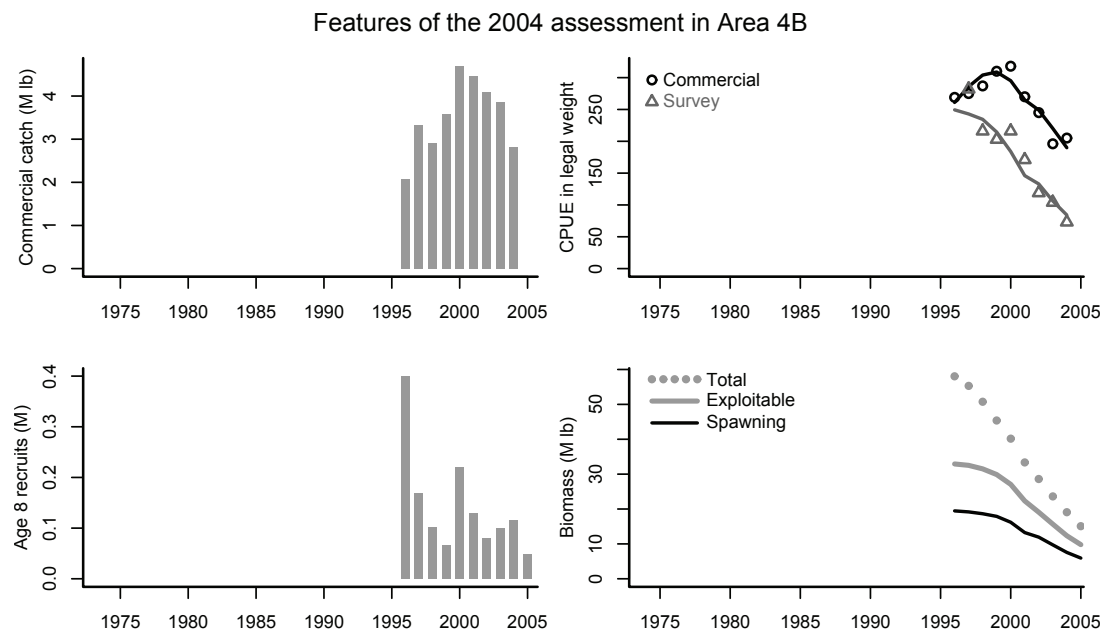 Features of the 2004 assessment in Area 4B
Commercial catch (M lb)
4
3
2
1
0
1975 1980 1985 1990 1995 2000 2005
CPUE in legal weight
250
150
50
0
Commercial
Survey
1975 1980 1985 1990 1995 2000 2005
Age 8 recruits (M)
0.4
0.3
0.2
0.1
0.0
1975 1980 1985 1990 1995 2000 2005
Biomass (M lb)
50
30
10
0
Total
Exploitable
Spawning
1975 1980 1985 1990 1995 2000 2005